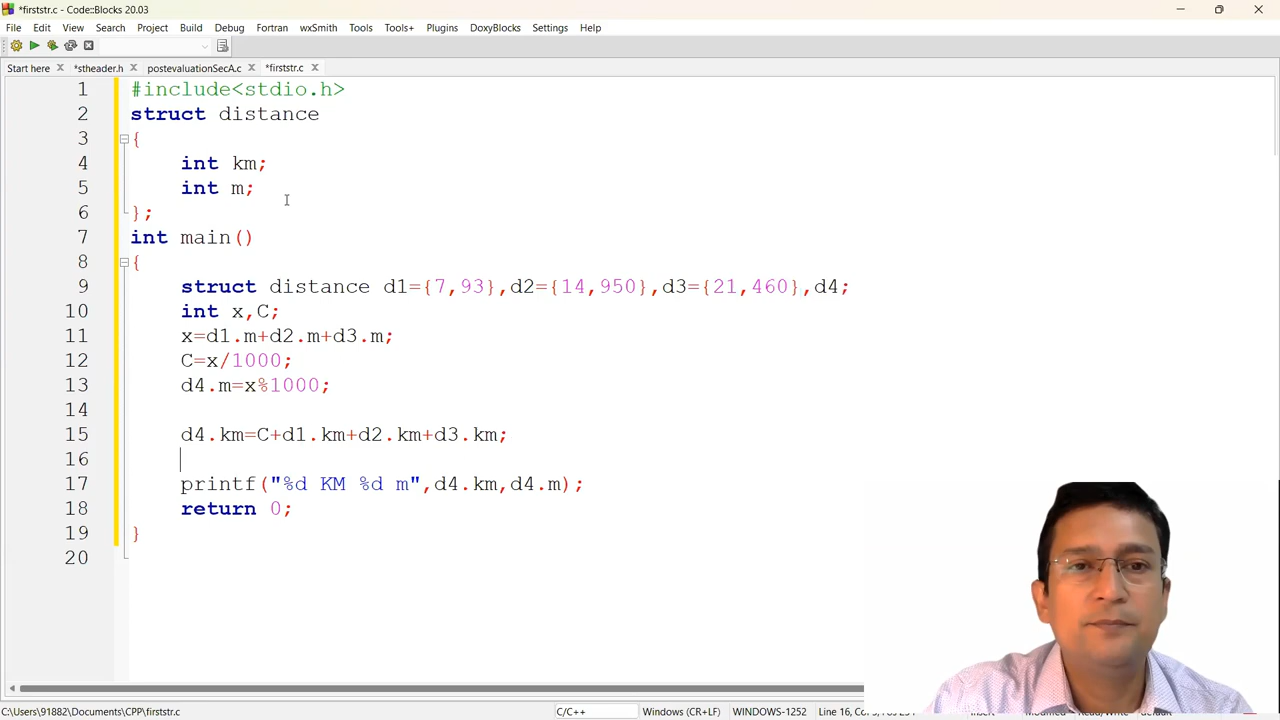 *firststr.c - Code::Blocks 20.03
File Edit View Search Project Build Debug Fortran wxSmith Tools Tools+ Plugins DoxyBlocks Settings Help
Start here *stheader.h postevaluationSecA.c *firststr.c
1 #include<stdio.h>
2 struct distance
3 {
4 int km;
5 int m;
6 };
7 int main()
8 {
9 struct distance d1={7,93},d2={14,950},d3={21,460},d4;
10 int x,C;
11 x=d1.m+d2.m+d3.m;
12 C=x/1000;
13 d4.m=x%1000;
14
15 d4.km=C+d1.km+d2.km+d3.km;
16
17 printf("%d KM %d m",d4.km,d4.m);
18 return 0;
19 }
20
C:\Users\91882\Documents\CPP\firststr.c C/C++ Windows (CR+LF) WINDOWS-1252 Line 16,